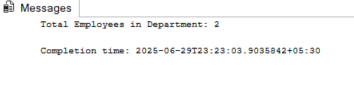 Messages
Total Employees in Department: 2
Completion time: 2025-06-29T23:23:03.9035842+05:30